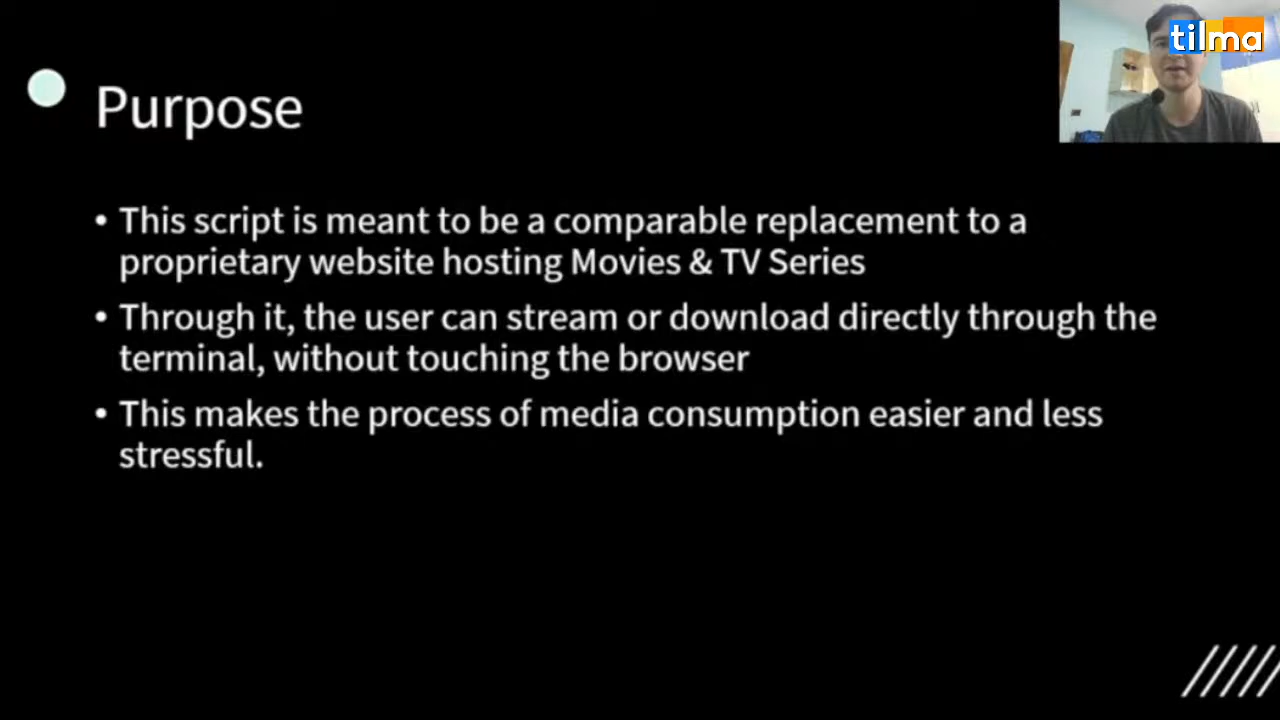 tilma
Purpose
• This script is meant to be a comparable replacement to a
proprietary website hosting Movies & TV Series
• Through it, the user can stream or download directly through the
terminal, without touching the browser
• This makes the process of media consumption easier and less
stressful.